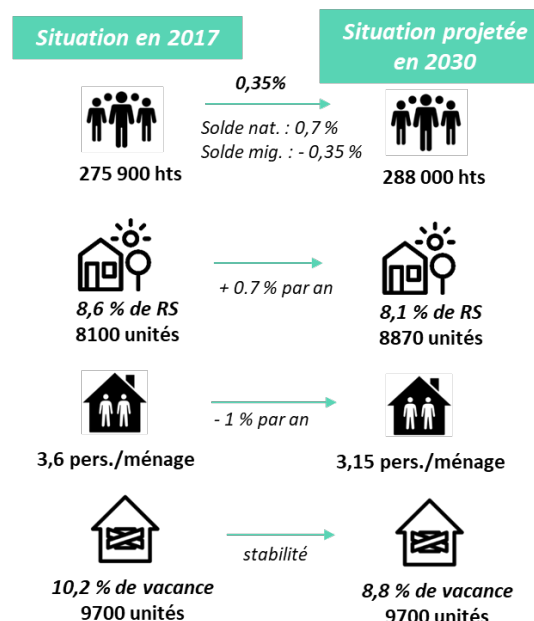 Situation en 2017
Situation projetée
en 2030
0,35%
Solde nat. : 0,7 %
Solde mig. : - 0,35 %
275 900 hts
288 000 hts
+ 0.7 % par an
8,6 % de RS
8100 unités
8,1 % de RS
8870 unités
- 1 % par an
3,6 pers./ménage
3,15 pers./ménage
stabilité
10,2 % de vacance
9700 unités
8,8 % de vacance
9700 unités